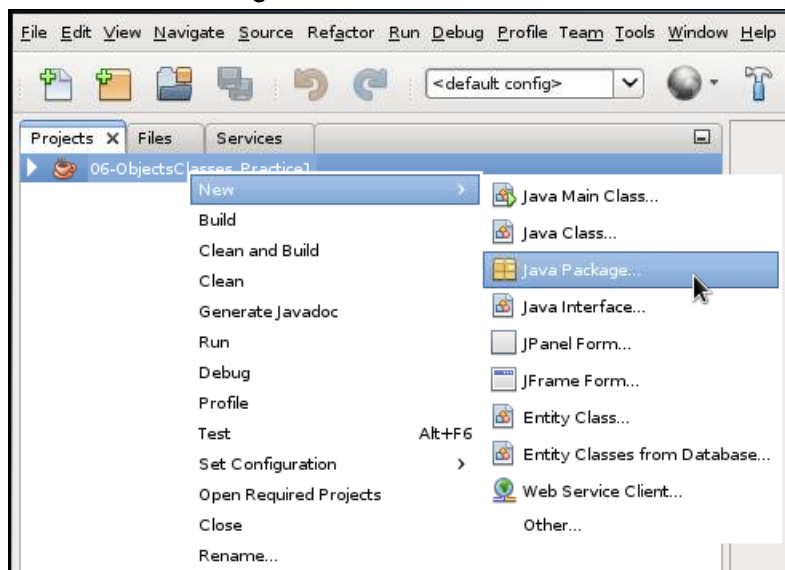 File Edit View Navigate Source Refactor Run Debug Profile Team Tools Window Help
<default config>
Projects X Files Services
06-ObjectsClasses_Practice1
New
Build
Clean and Build
Clean
Generate Javadoc
Run
Debug
Profile
Test Alt+F6
Set Configuration
Open Required Projects
Close
Rename...
Java Main Class...
Java Class...
Java Package...
Java Interface...
JPanel Form...
JFrame Form...
Entity Class...
Entity Classes from Database...
Web Service Client...
Other...